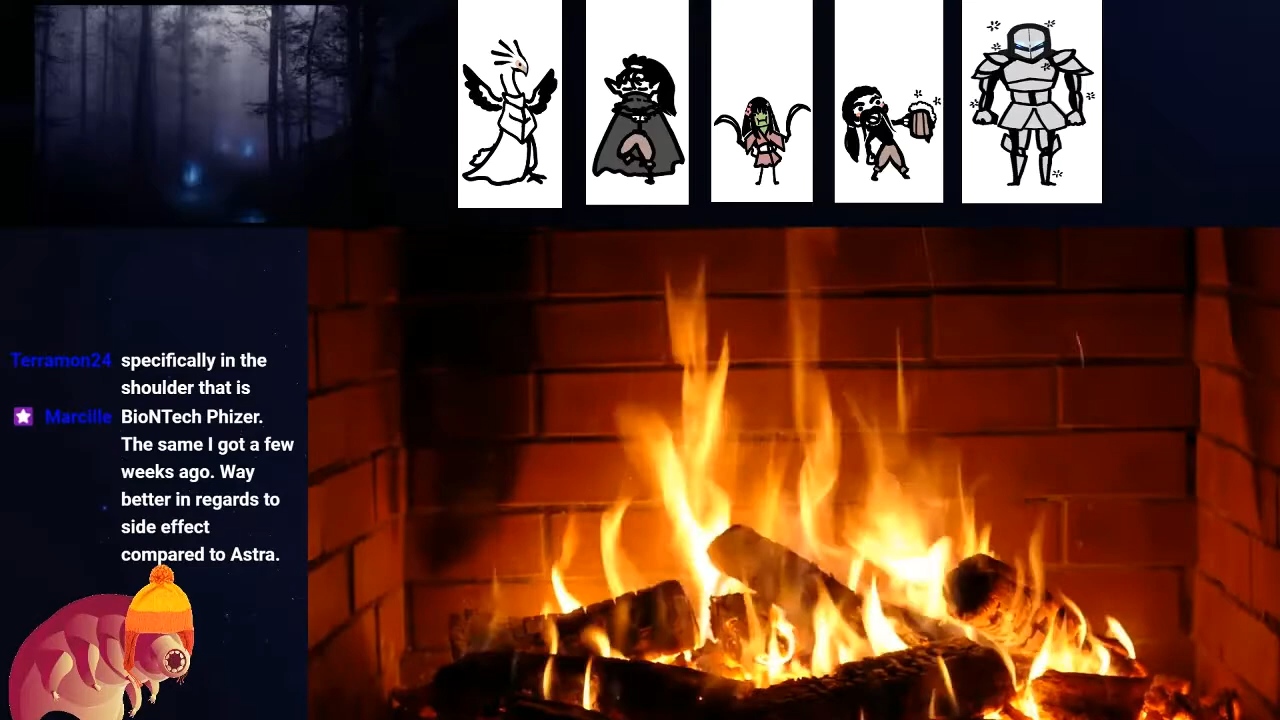 Terramon24 specifically in the
shoulder that is
Marcille BioNTech Phizer.
The same I got a few
weeks ago. Way
better in regards to
side effect
compared to Astra.